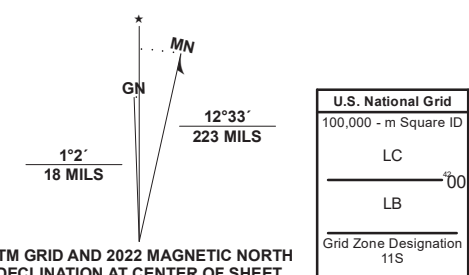 ★
MN
GN
12°33´
223 MILS
1°2´
18 MILS
TM GRID AND 2022 MAGNETIC NORTH
DECLINATION AT CENTER OF SHEET
U.S. National Grid
100,000 - m Square ID
LC
4200
LB
Grid Zone Designation
11S